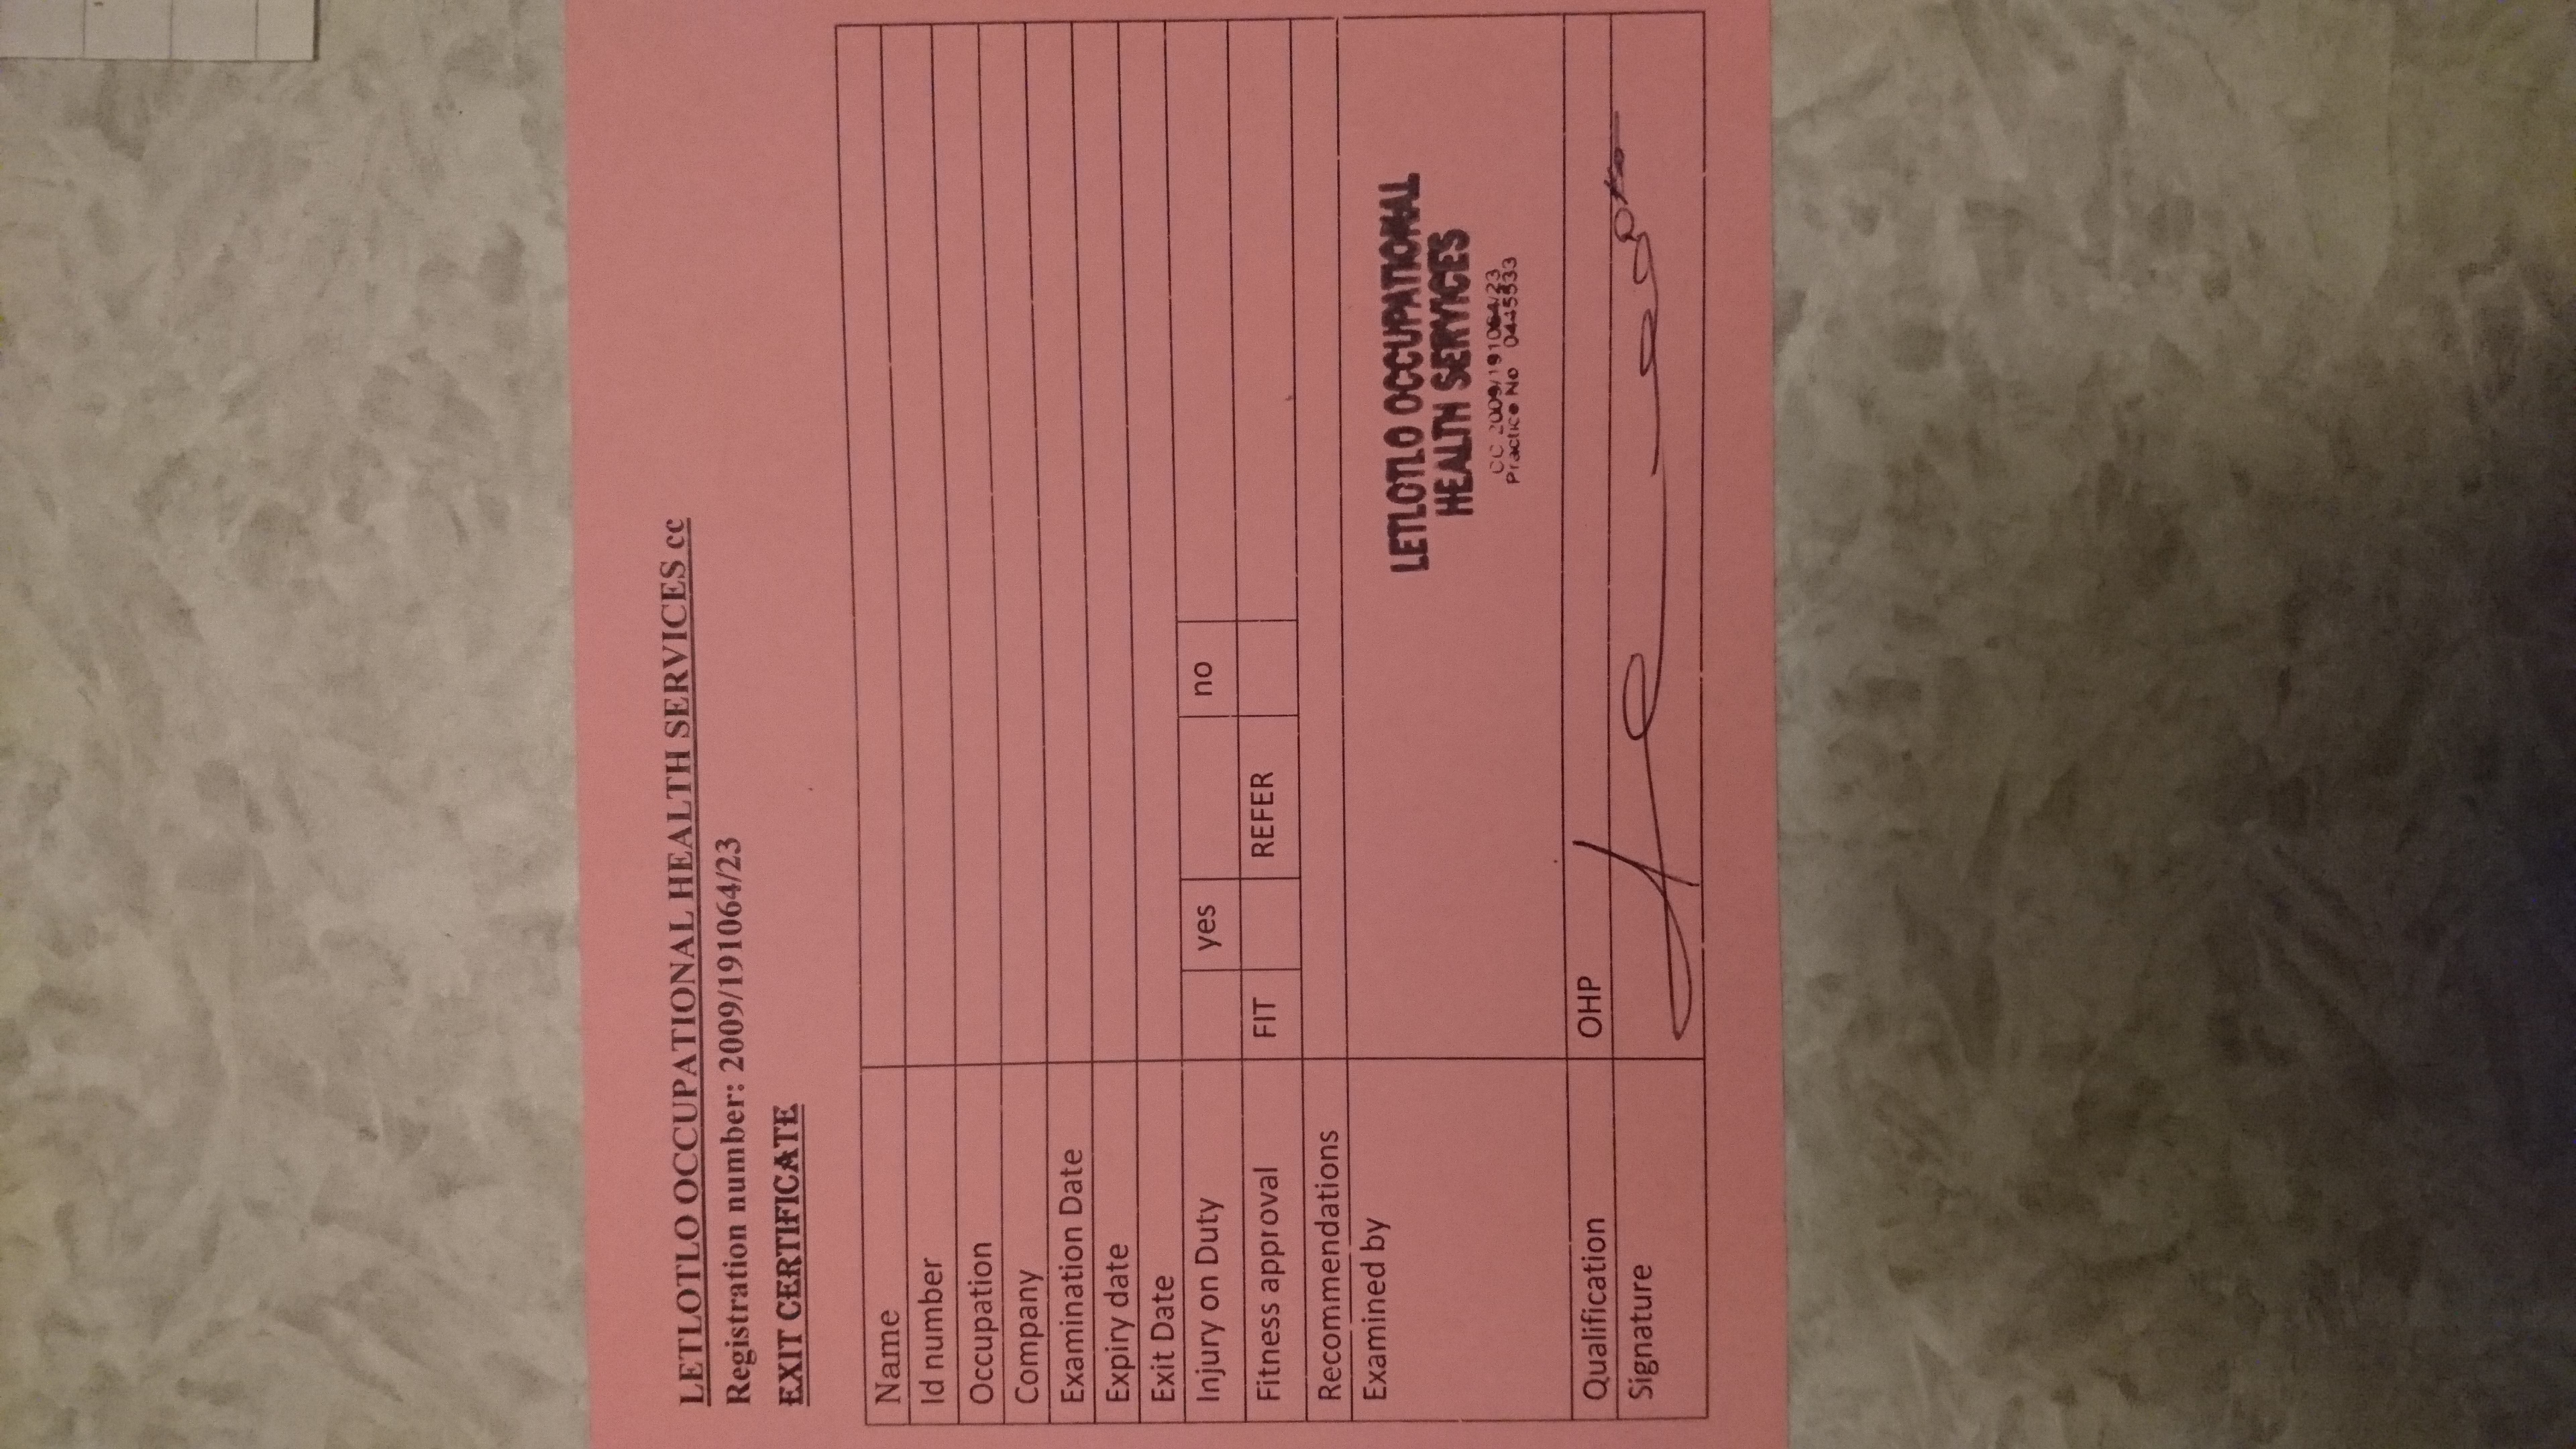 LETLOTLO OCCUPATIONAL HEALTH SERVICES cc
Registration number: 2009/191064/23
EXIT CERTIFICATE
Name
Id number
Occupation
Company
Examination Date
Expiry date
Exit Date
Injury on Duty yes no
Fitness approval FIT REFER
Recommendations
Examined by
LETLOTLO OCCUPATIONAL
HEALTH SERVICES
CC 2009/191064/23
Practice No 0445533
Qualification OHP
Signature